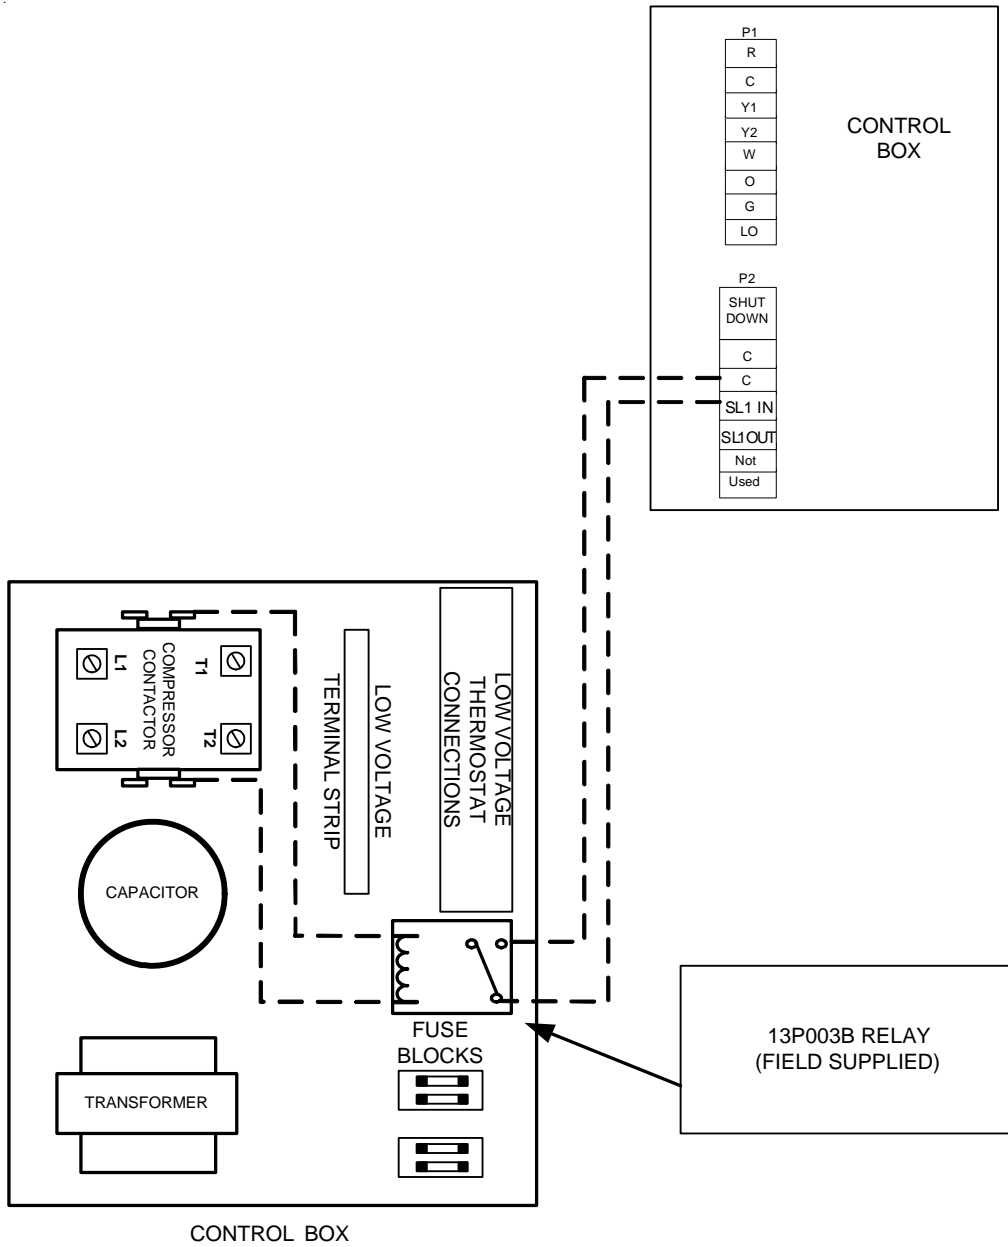 P1
R
C
Y1
Y2
W
O
G
LO
CONTROL
BOX
P2
SHUT
DOWN
C
C
SL1 IN
SL1OUT
Not
Used
L1
L2
COMPRESSOR
CONTACTOR
T1
T2
LOW VOLTAGE
TERMINAL STRIP
LOW VOLTAGE
THERMOSTAT
CONNECTIONS
CAPACITOR
FUSE
BLOCKS
TRANSFORMER
13P003B RELAY
(FIELD SUPPLIED)
CONTROL BOX